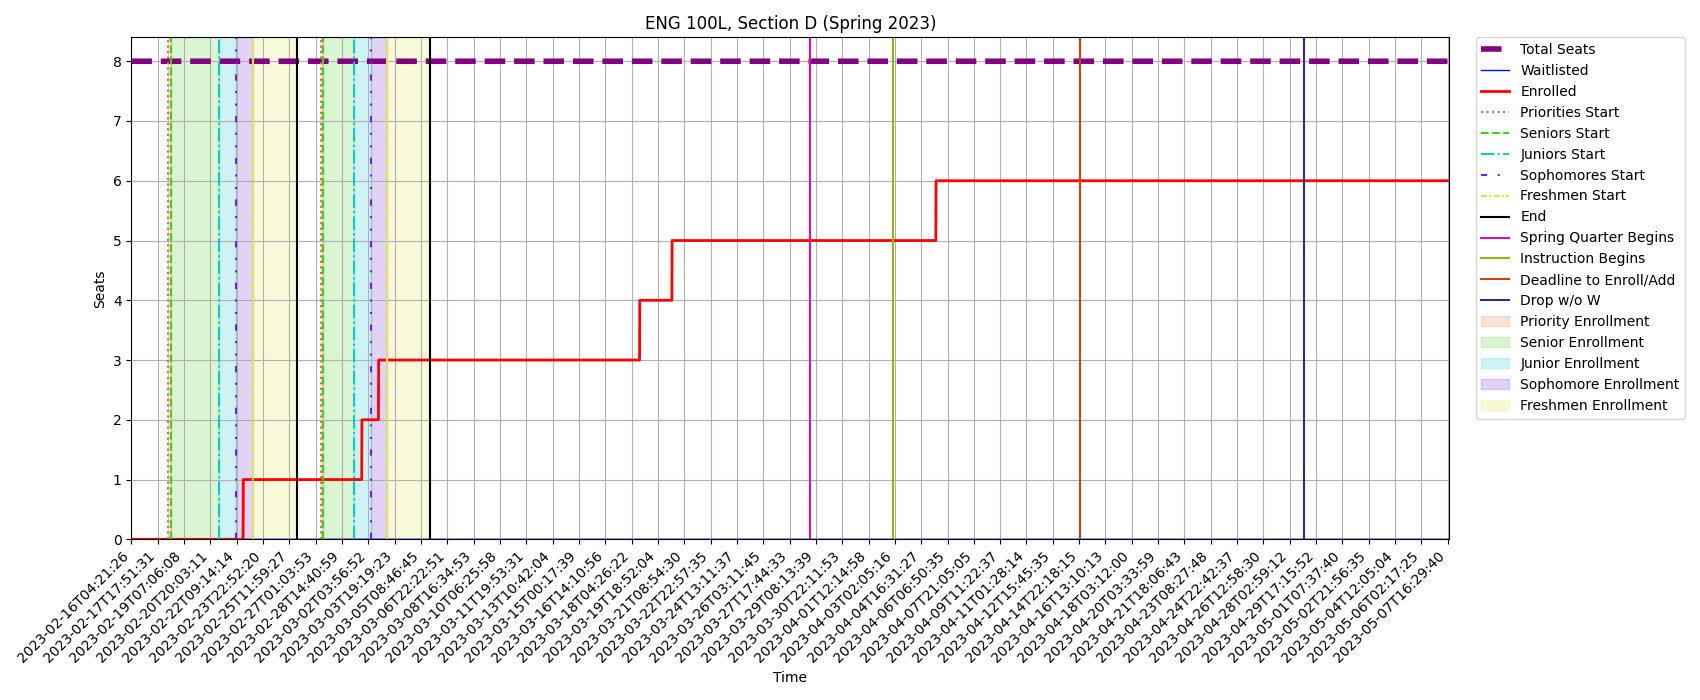 ENG 100L, Section D (Spring 2023)
Seats
8
7
6
5
4
3
2
1
0
2023-02-16T04:21:26
2023-02-17T17:51:31
2023-02-19T07:06:08
2023-02-20T20:03:11
2023-02-22T09:14:14
2023-02-23T22:52:20
2023-02-25T11:59:27
2023-02-27T01:03:53
2023-02-28T14:40:59
2023-03-02T03:56:52
2023-03-03T19:19:23
2023-03-05T08:46:45
2023-03-06T22:22:51
2023-03-08T16:34:53
2023-03-10T06:25:58
2023-03-11T19:53:31
2023-03-13T10:42:04
2023-03-15T00:17:39
2023-03-16T14:10:56
2023-03-18T04:26:22
2023-03-19T18:52:04
2023-03-21T08:54:30
2023-03-22T22:57:35
2023-03-24T13:11:37
2023-03-26T03:11:45
2023-03-27T17:44:33
2023-03-29T08:13:39
2023-03-30T22:11:53
2023-04-01T12:14:58
2023-04-03T02:05:16
2023-04-04T16:31:27
2023-04-06T06:50:35
2023-04-07T21:05:05
2023-04-09T11:22:37
2023-04-11T01:28:14
2023-04-12T15:45:35
2023-04-14T22:18:15
2023-04-16T13:10:13
2023-04-18T03:12:00
2023-04-20T03:33:59
2023-04-21T18:06:43
2023-04-23T08:27:48
2023-04-24T22:42:37
2023-04-26T12:58:30
2023-04-28T02:59:12
2023-04-29T17:15:52
2023-05-01T07:37:40
2023-05-02T21:56:35
2023-05-04T12:05:04
2023-05-06T02:17:25
2023-05-07T16:29:40
Time
Total Seats
Waitlisted
Enrolled
Priorities Start
Seniors Start
Juniors Start
Sophomores Start
Freshmen Start
End
Spring Quarter Begins
Instruction Begins
Deadline to Enroll/Add
Drop w/o W
Priority Enrollment
Senior Enrollment
Junior Enrollment
Sophomore Enrollment
Freshmen Enrollment